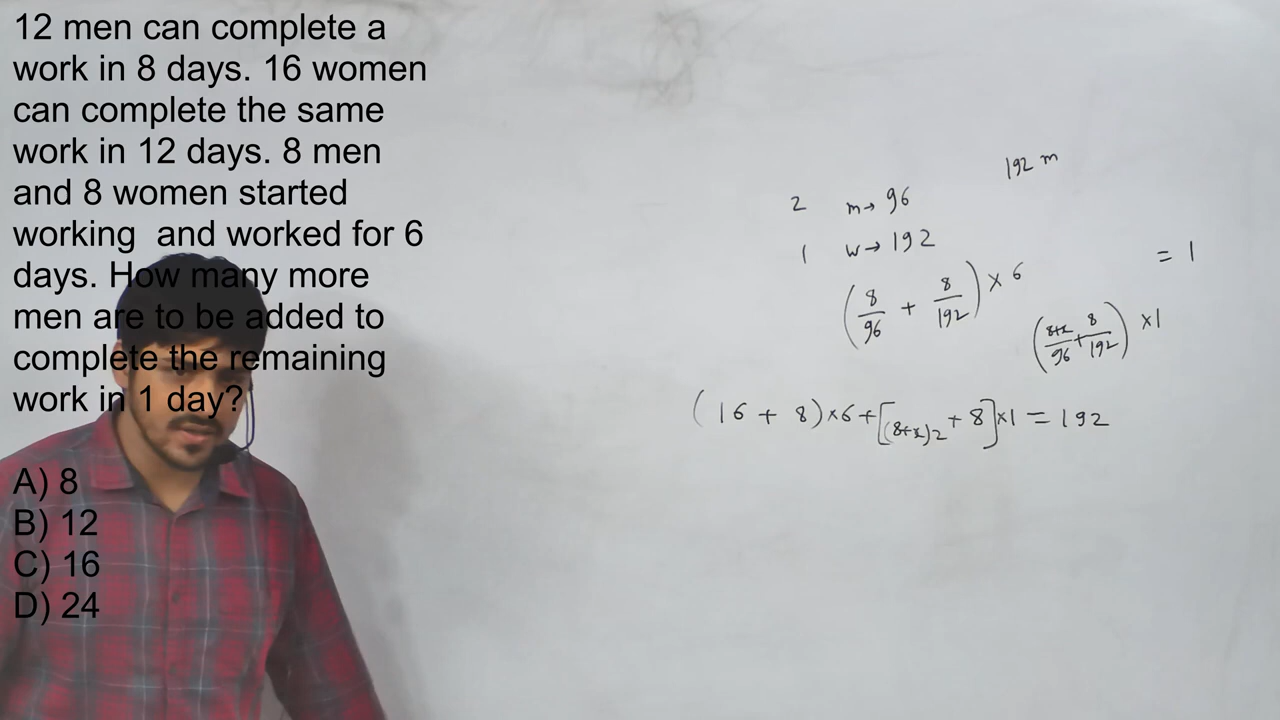 12 men can complete a
work in 8 days. 16 women
can complete the same
work in 12 days. 8 men
and 8 women started
working  and worked for 6
days. How many more
men are to be added to
complete the remaining
work in 1 day?
A) 8
B) 12
C) 16
D) 24
192 m
2 m→ 96
1 w→ 192
(8/96 + 8/192) × 6 = 1
(8+x/96 + 8/192) ×1
(16 + 8)×6+[(8+x)2 + 8]×1 = 192